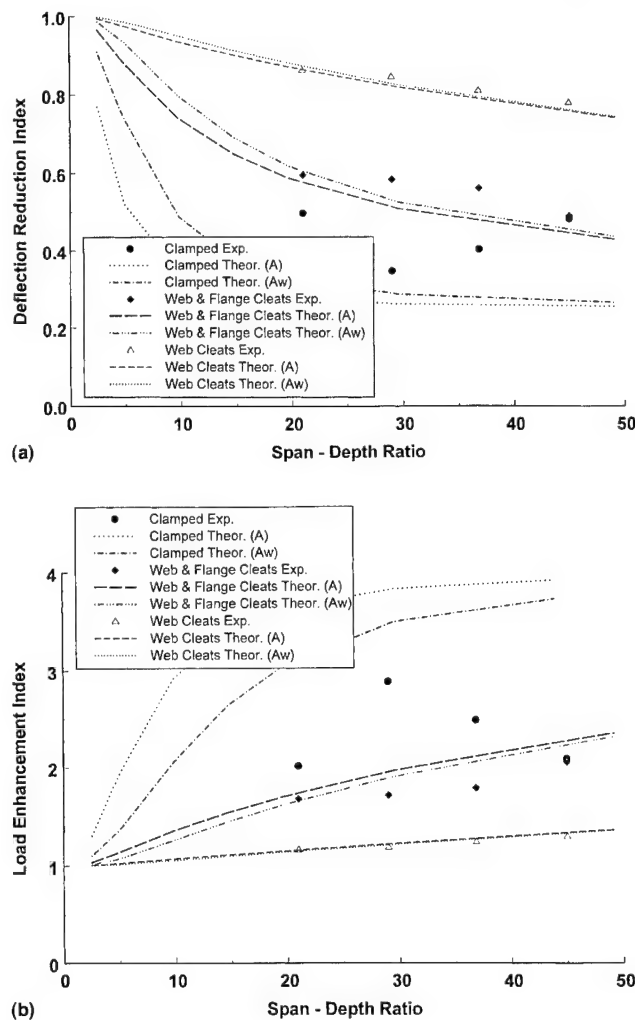 1.0
0.8
0.6
0.4
0.2
0.0
Deflection Reduction Index
Clamped Exp.
Clamped Theor. (A)
Clamped Theor. (Aw)
Web & Flange Cleats Exp.
Web & Flange Cleats Theor. (A)
Web & Flange Cleats Theor. (Aw)
Web Cleats Exp.
Web Cleats Theor. (A)
Web Cleats Theor. (Aw)
0 10 20 30 40 50
(a) Span - Depth Ratio
Clamped Exp.
Clamped Theor. (A)
Clamped Theor. (Aw)
Web & Flange Cleats Exp.
Web & Flange Cleats Theor. (A)
Web & Flange Cleats Theor. (Aw)
Web Cleats Exp.
Web Cleats Theor. (A)
Web Cleats Theor. (Aw)
4
3
2
1
0
Load Enhancement Index
0 10 20 30 40 50
(b) Span - Depth Ratio